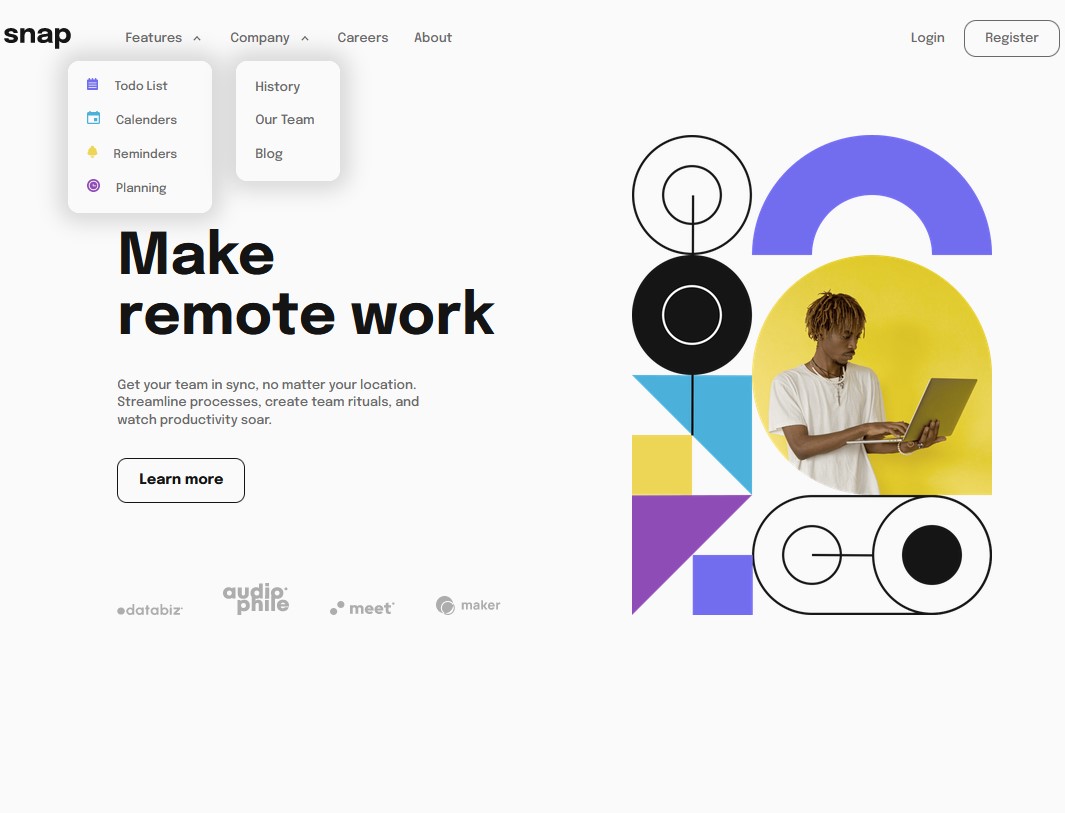 snap
Features
Company
Careers
About
Login
Register
Todo List
Calenders
Reminders
Planning
History
Our Team
Blog
Make
remote work
Get your team in sync, no matter your location.
Streamline processes, create team rituals, and
watch productivity soar.
Learn more
databiz
audio
phile
meet
maker